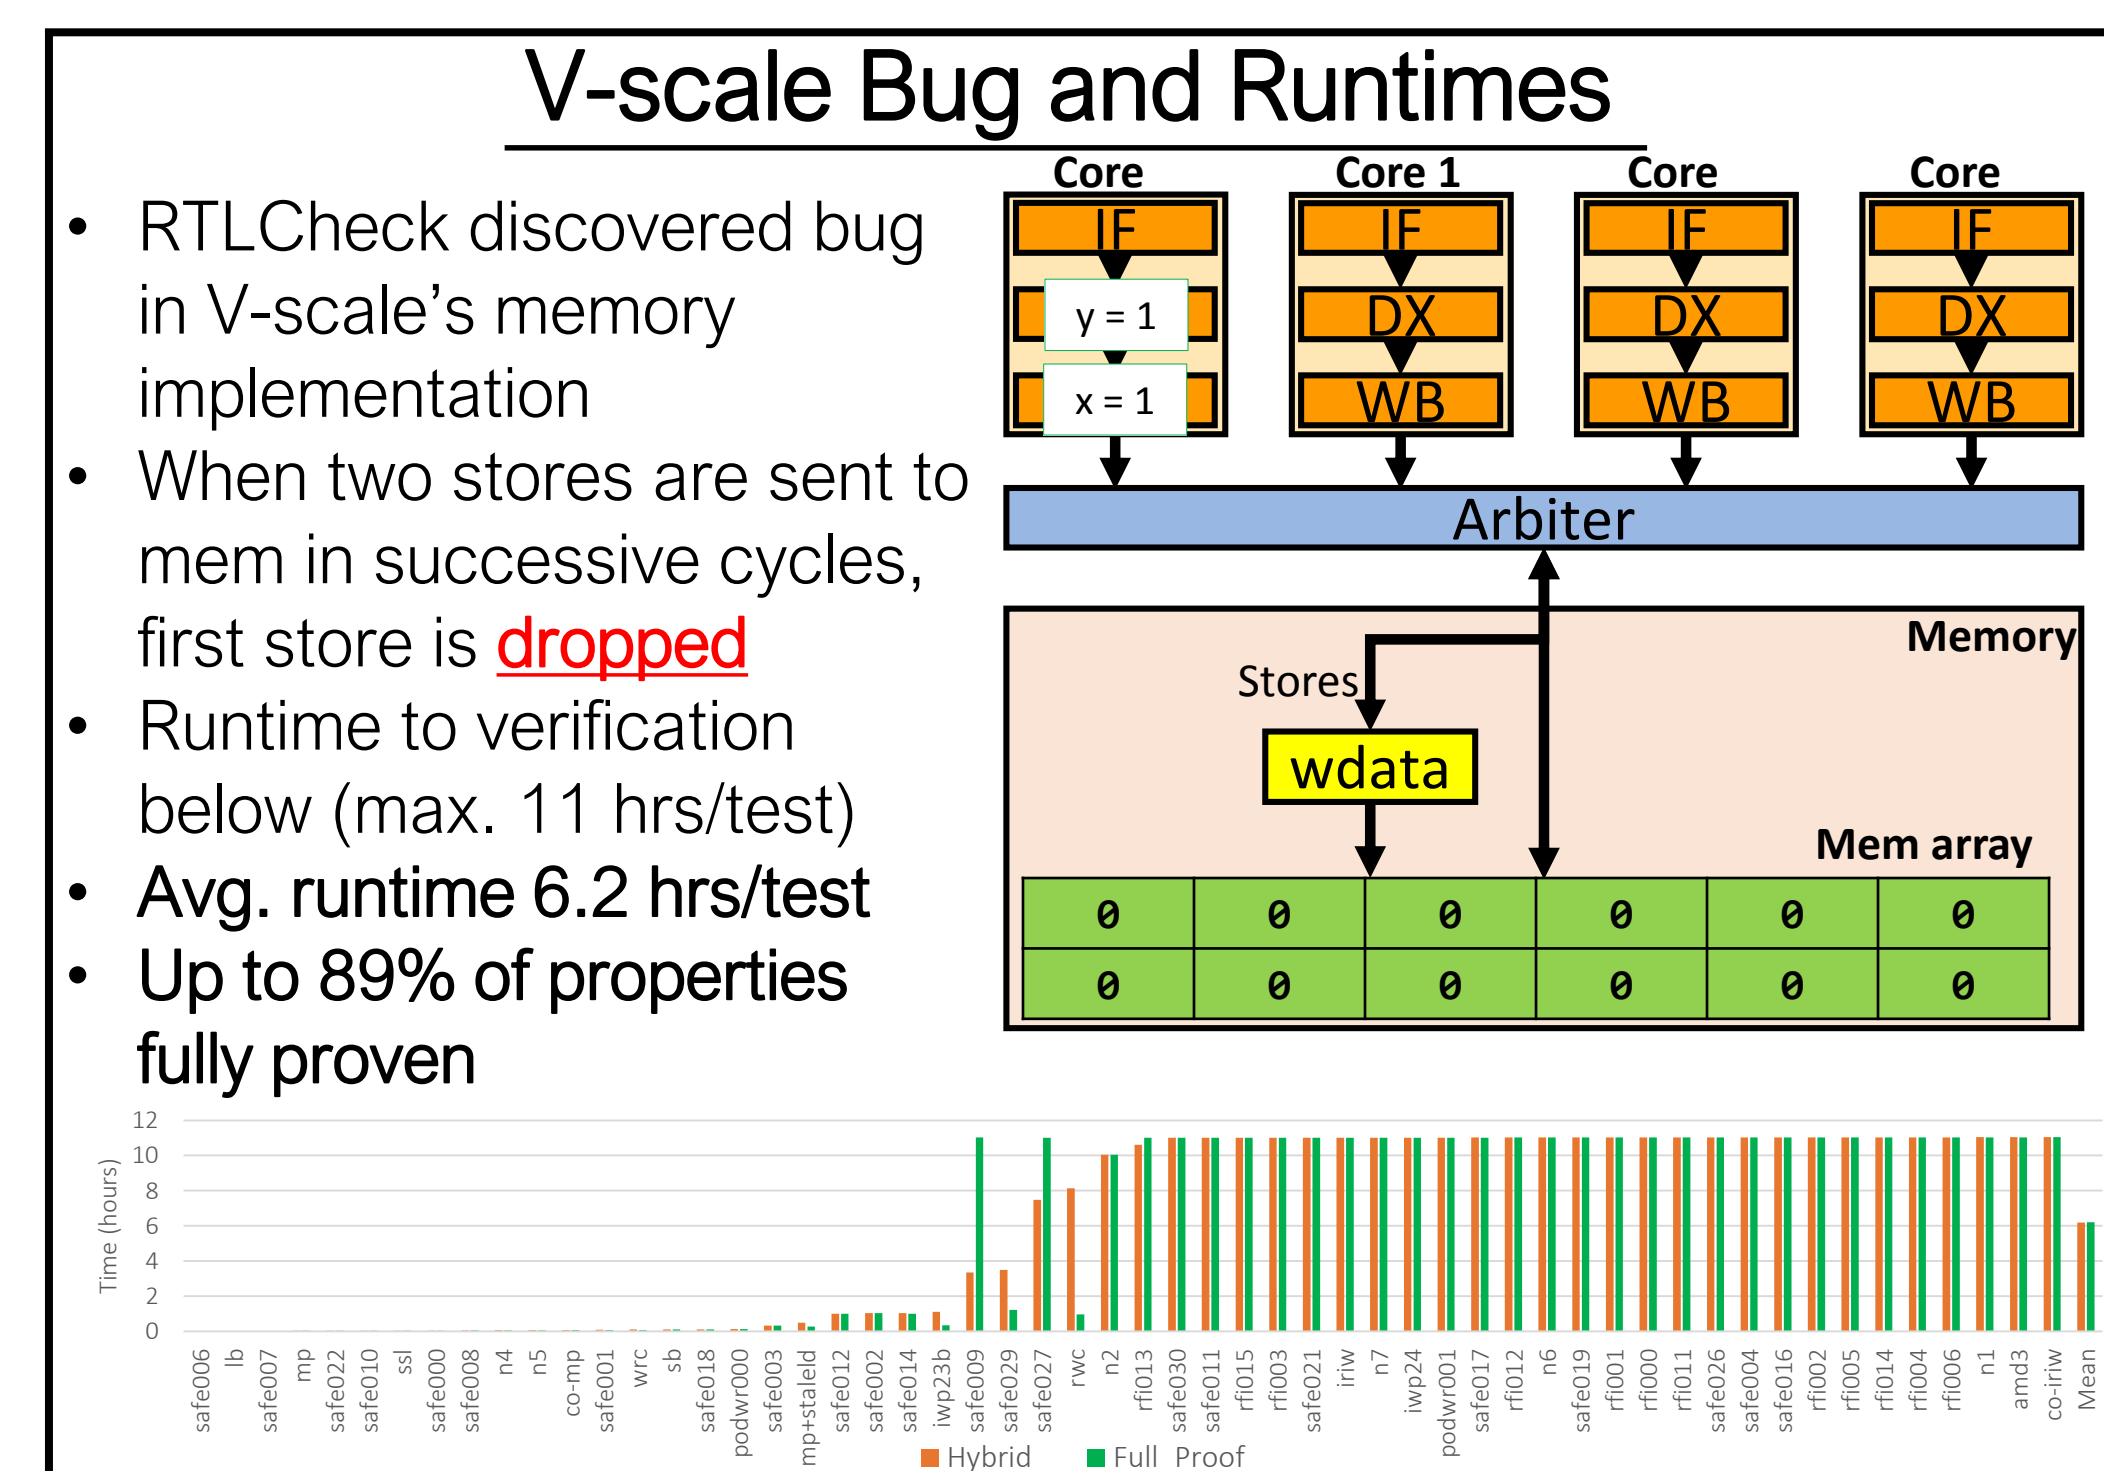 V-scale Bug and Runtimes
• RTLCheck discovered bug
in V-scale's memory
implementation
• When two stores are sent to
mem in successive cycles,
first store is dropped
• Runtime to verification
below (max. 11 hrs/test)
• Avg. runtime 6.2 hrs/test
• Up to 89% of properties
fully proven
Core Core 1 Core Core
IF IF IF IF
y = 1 DX DX DX
x = 1 WB WB WB
Arbiter
Memory
Stores
wdata
Mem array
0 0 0 0 0 0
0 0 0 0 0 0
Time (hours)
12
10
8
6
4
2
0
safe006
lb
safe007
mp
safe022
safe010
ssl
safe000
safe008
n4
n5
co-mp
safe001
wrc
sb
safe018
podwr000
safe003
mp+staleld
safe012
safe002
safe014
iwp23b
safe009
safe029
safe027
rwc
n2
rfi013
safe030
safe011
rfi015
rfi003
safe021
iriw
n7
iwp24
podwr001
safe017
rfi012
n6
safe019
rfi001
rfi000
rfi011
safe026
safe004
safe016
rfi002
rfi005
rfi014
rfi004
rfi006
n1
amd3
co-iriw
Mean
Hybrid Full_Proof